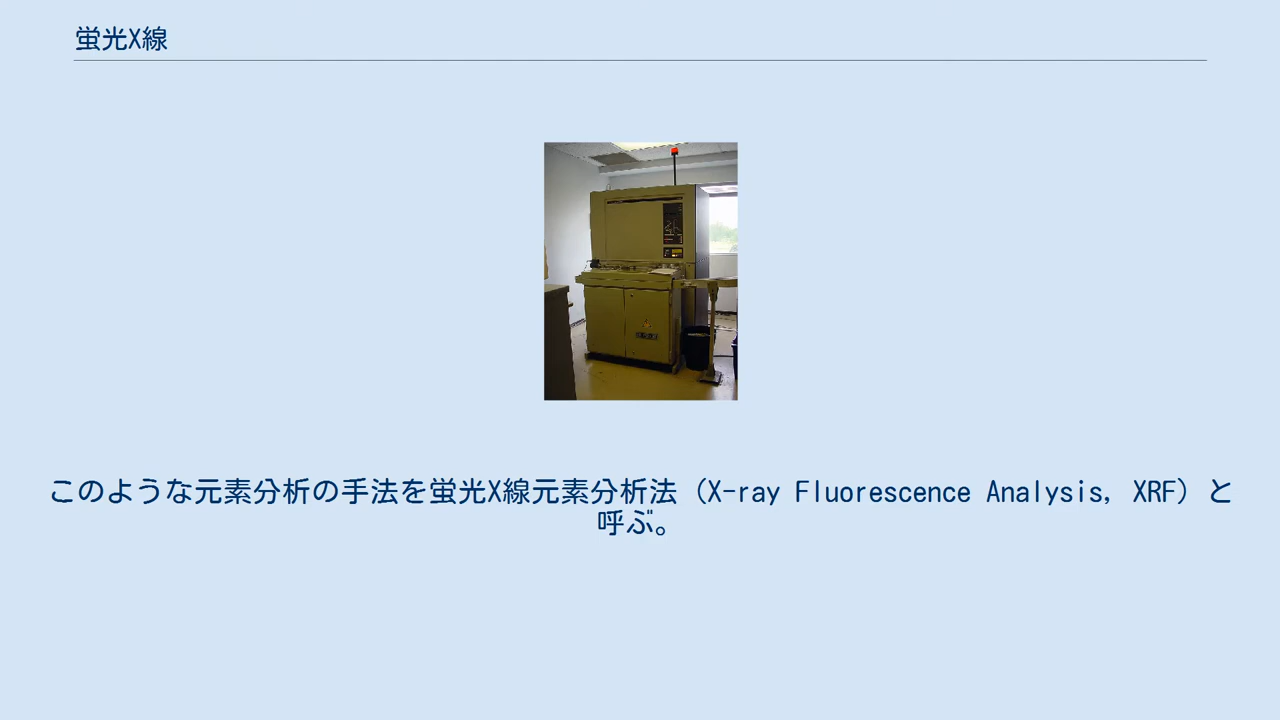 蛍光X線
このような元素分析の手法を蛍光X線元素分析法（X-ray Fluorescence Analysis, XRF）と
呼ぶ。